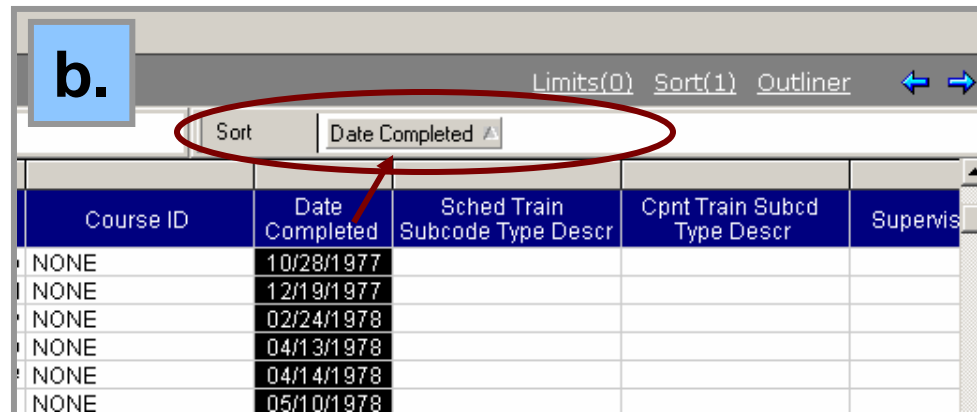 b.
Limits(0) Sort(1) Outliner
Sort Date Completed
Course ID Date Completed Sched Train Subcode Type Descr Cpnt Train Subcd Type Descr Supervis
NONE 10/28/1977
NONE 12/19/1977
NONE 02/24/1978
NONE 04/13/1978
NONE 04/14/1978
NONE 05/10/1978